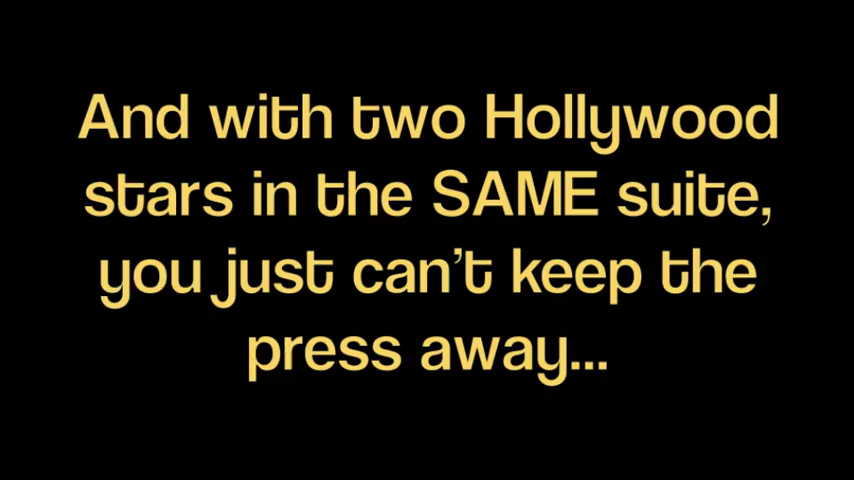 And with two Hollywood
stars in the SAME suite,
you just can’t keep the
press away...